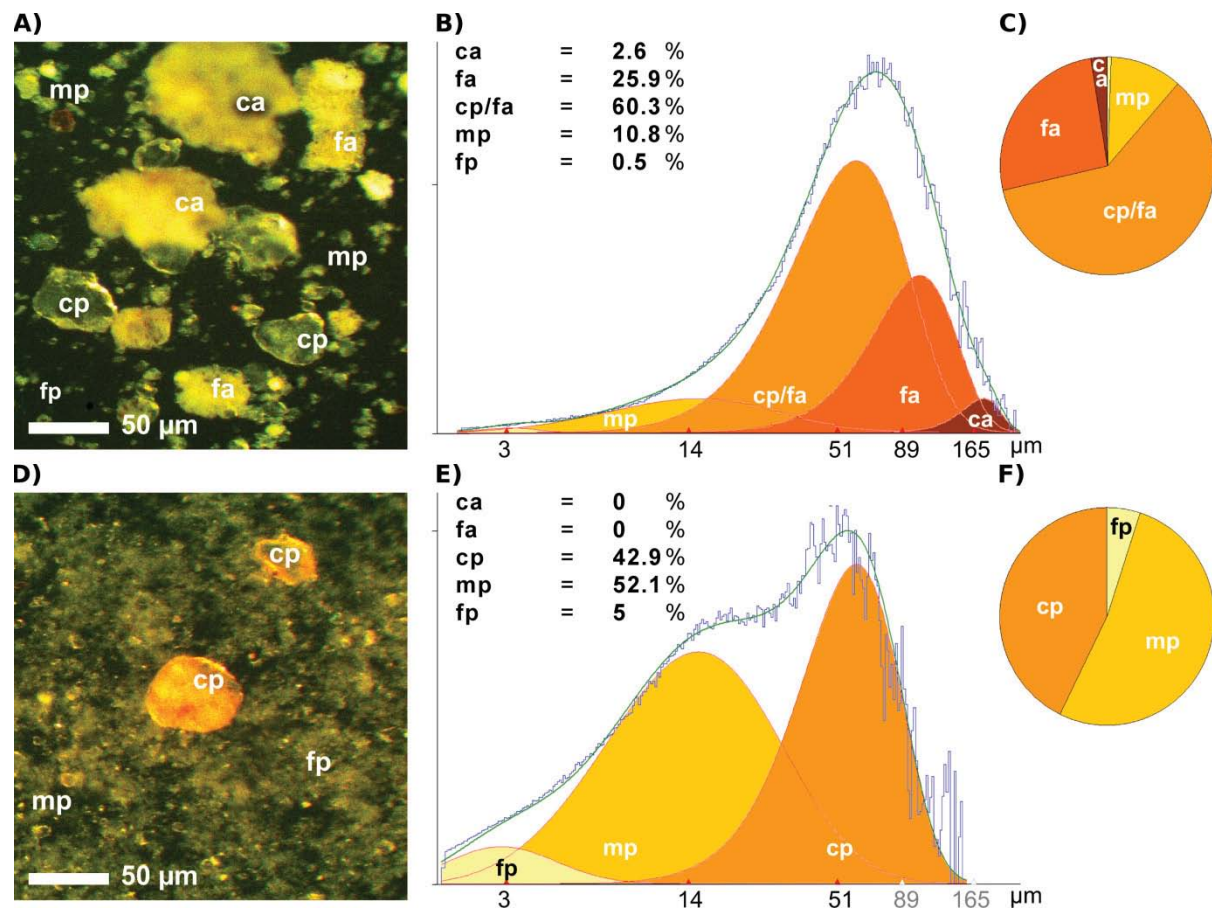 A)
mp
ca
fa
ca
mp
cp
cp
fp
fa
50 µm
B)
ca = 2.6 %
fa = 25.9 %
cp/fa = 60.3 %
mp = 10.8 %
fp = 0.5 %
mp
cp/fa
fa
ca
3 14 51 89 165 µm
C)
c
a
mp
fa
cp/fa
D)
cp
cp
fp
mp
50 µm
E)
ca = 0 %
fa = 0 %
cp = 42.9 %
mp = 52.1 %
fp = 5 %
fp
mp
cp
3 14 51 89 165 µm
F)
fp
cp
mp